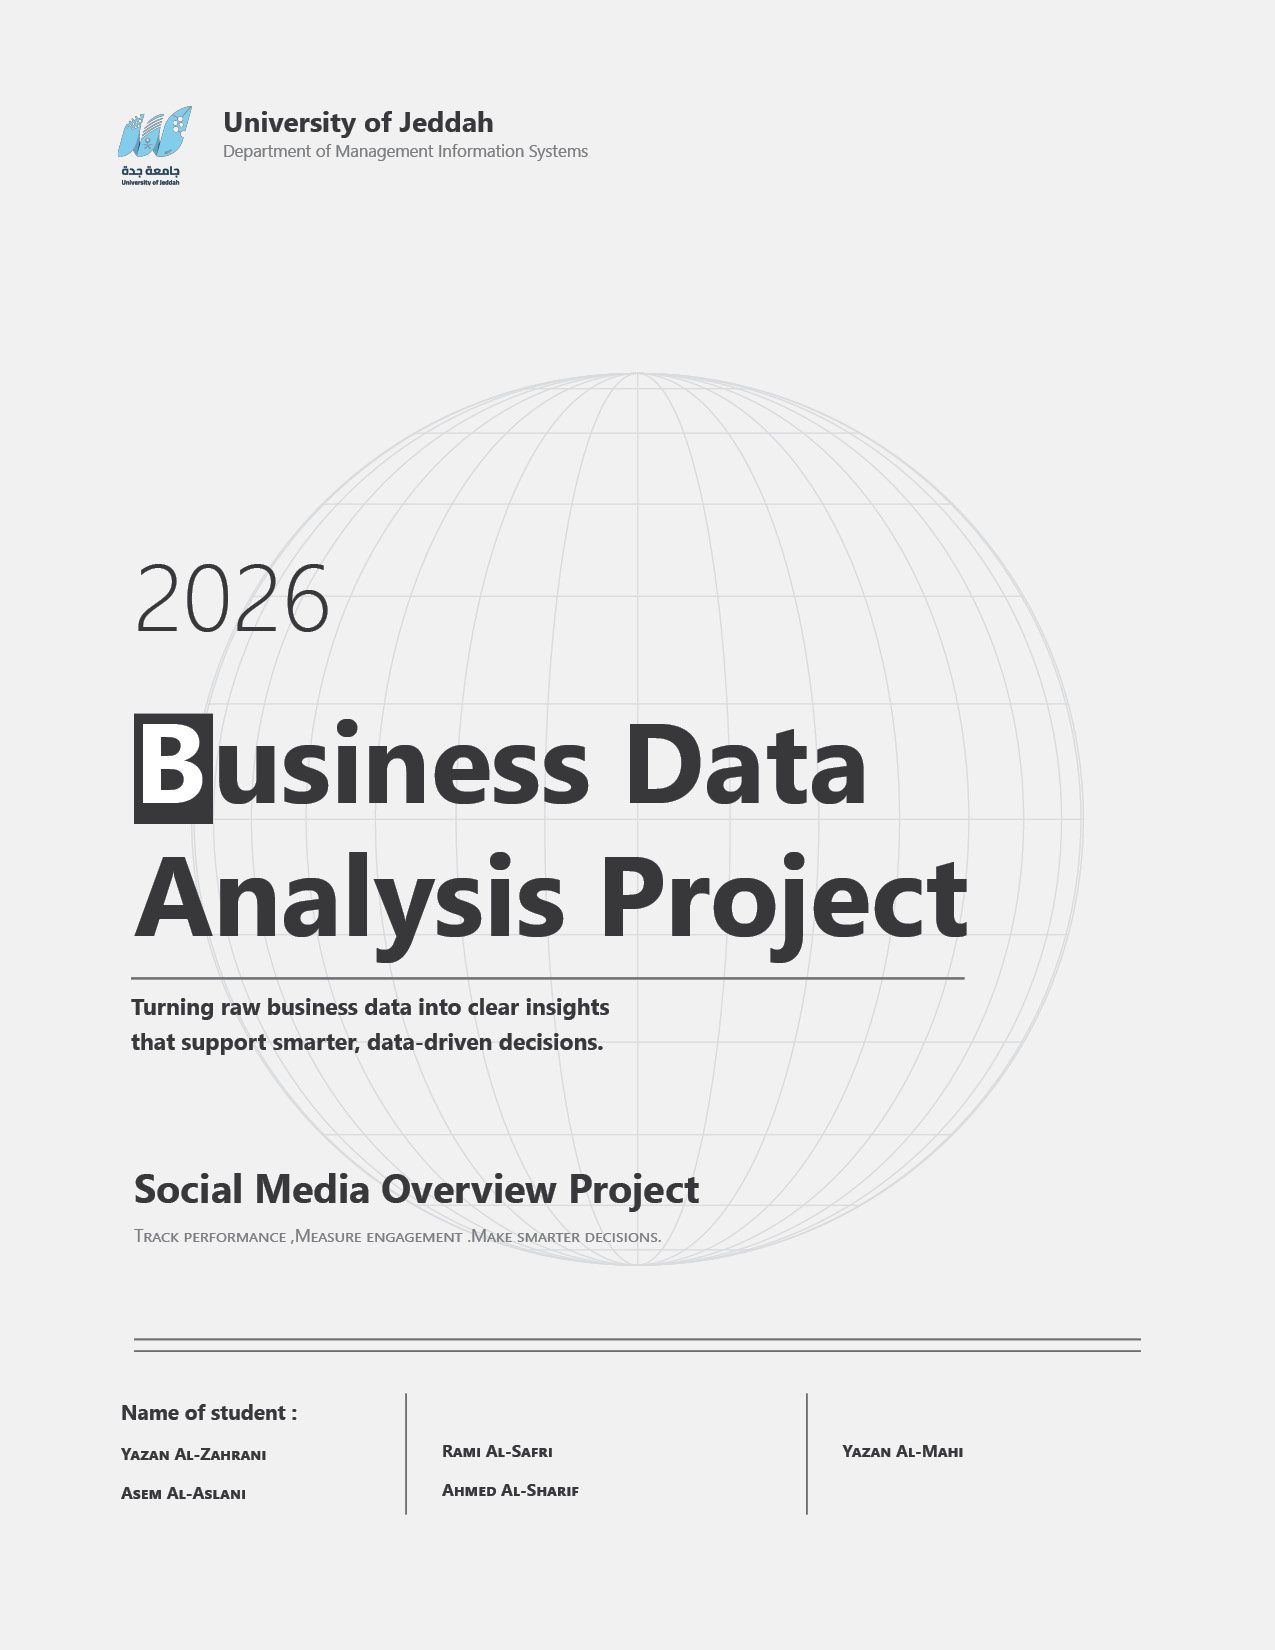 جامعة جدة
University of Jeddah
University of Jeddah
Department of Management Information Systems
2026
Business Data
Analysis Project
Turning raw business data into clear insights
that support smarter, data-driven decisions.
Social Media Overview Project
Track performance ,Measure engagement .Make smarter decisions.
Name of student :
Yazan Al-Zahrani
Asem Al-Aslani
Rami Al-Safri
Ahmed Al-Sharif
Yazan Al-Mahi